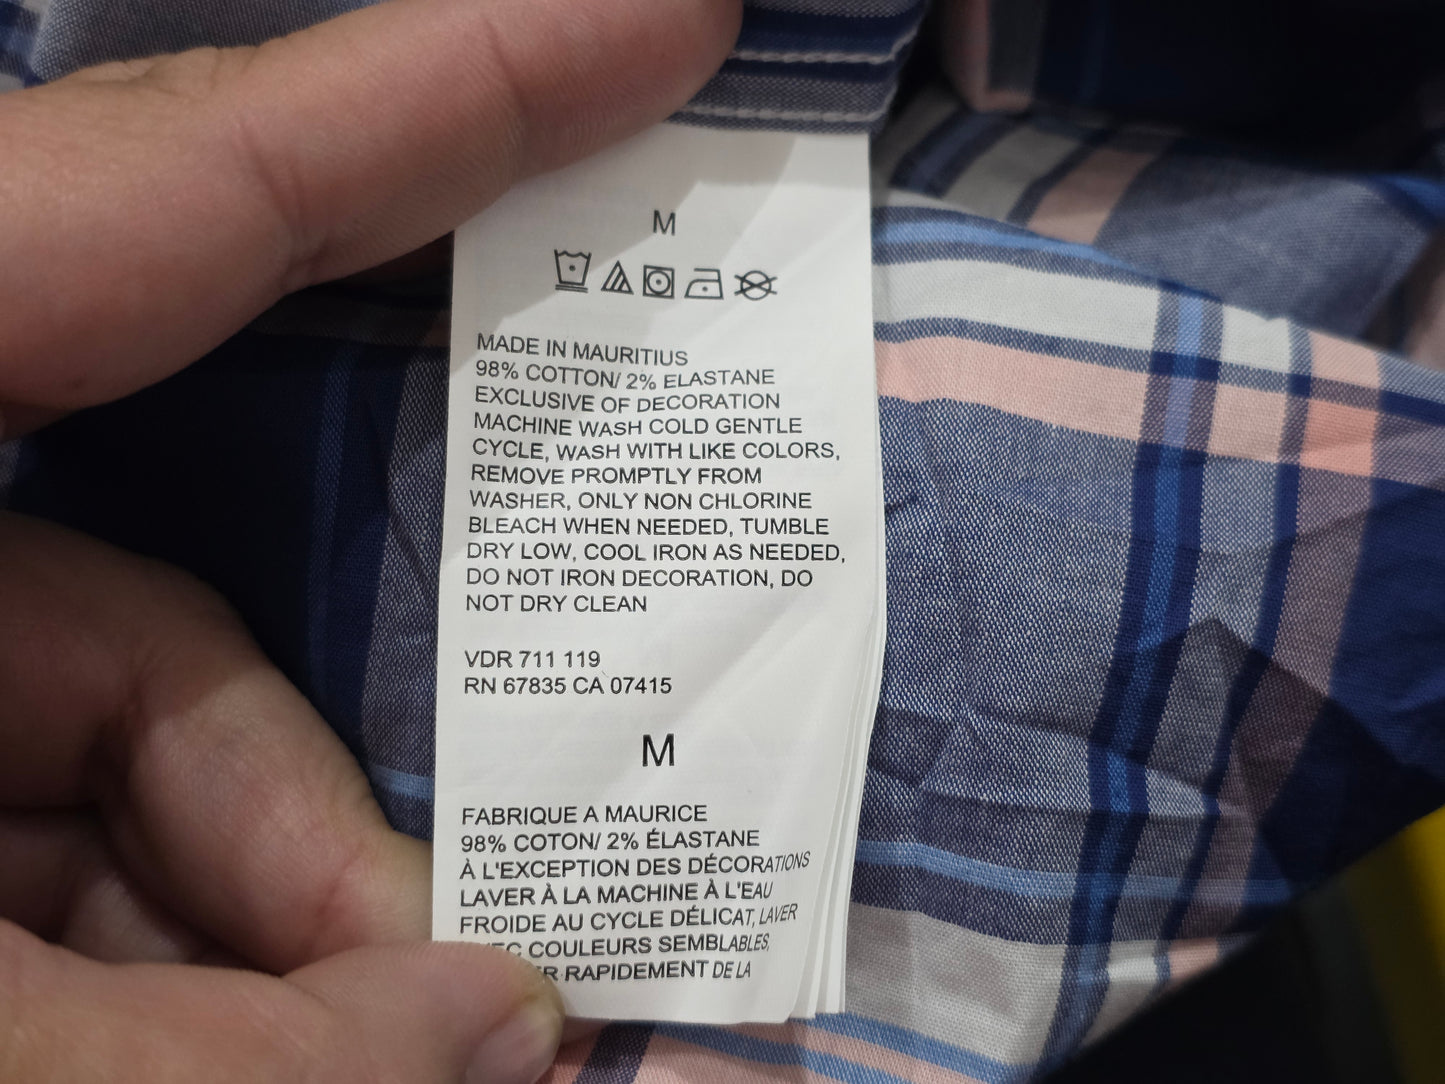 M
MADE IN MAURITIUS
98% COTTON/ 2% ELASTANE
EXCLUSIVE OF DECORATION
MACHINE WASH COLD GENTLE
CYCLE, WASH WITH LIKE COLORS,
REMOVE PROMPTLY FROM
WASHER, ONLY NON CHLORINE
BLEACH WHEN NEEDED, TUMBLE
DRY LOW, COOL IRON AS NEEDED,
DO NOT IRON DECORATION, DO
NOT DRY CLEAN
VDR 711 119
RN 67835 CA 07415
M
FABRIQUE A MAURICE
98% COTON/ 2% ÉLASTANE
À L'EXCEPTION DES DÉCORATIONS
LAVER À LA MACHINE À L'EAU
FROIDE AU CYCLE DÉLICAT, LAVER
COULEURS SEMBLABLES,
RAPIDEMENT DE LA